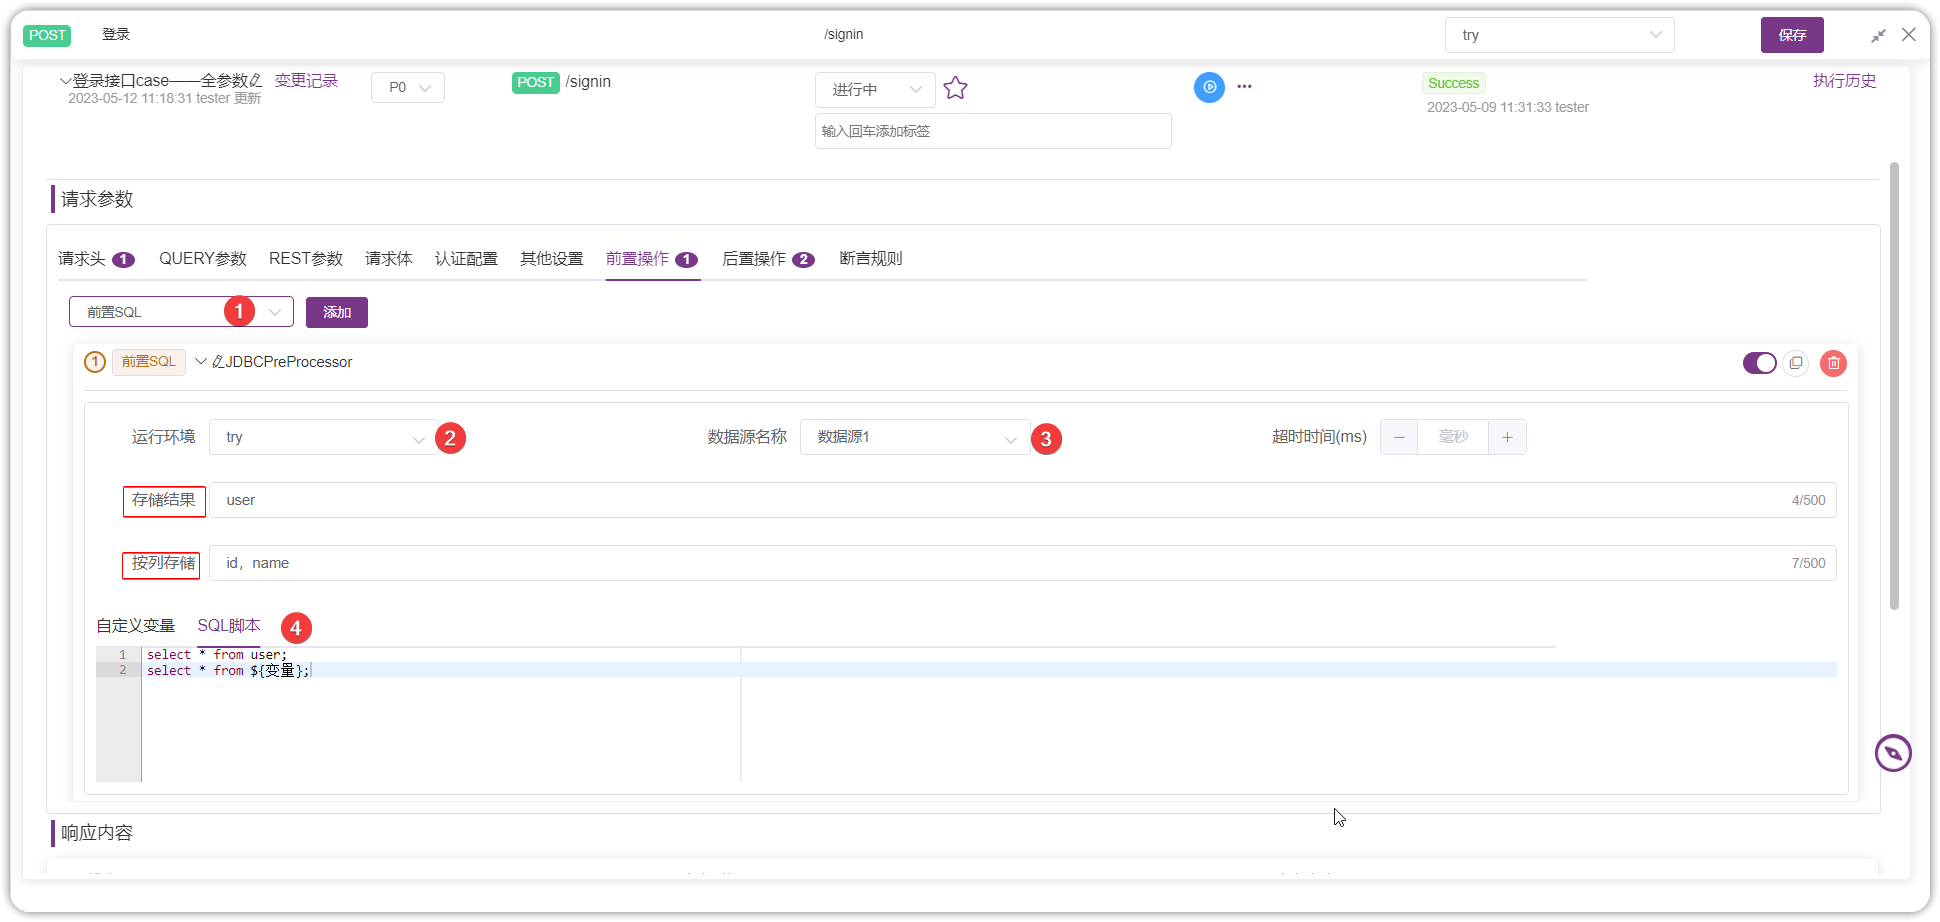 POST 登录 /signin try 保存
登录接口case——全参数 变更记录 P0 POST /signin 进行中 Success 执行历史
2023-05-12 11:18:31 tester 更新 2023-05-09 11:31:33 tester
输入回车添加标签
请求参数
请求头 1 QUERY参数 REST参数 请求体 认证配置 其他设置 前置操作 1 后置操作 2 断言规则
前置SQL 1 添加
1 前置SQL JDBCPreProcessor
运行环境 try 2 数据源名称 数据源1 3 超时时间(ms) − 毫秒 +
存储结果 user 4/500
按列存储 id，name 7/500
自定义变量 SQL脚本 4
1 select * from user;
2 select * from ${变量};
响应内容